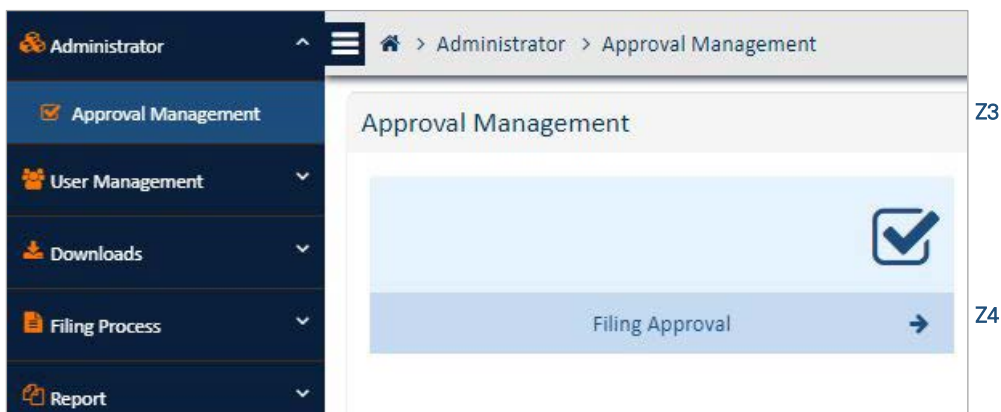 Administrator
Approval Management
User Management
Downloads
Filing Process
Report
> Administrator > Approval Management
Approval Management
Filing Approval
Z3
Z4